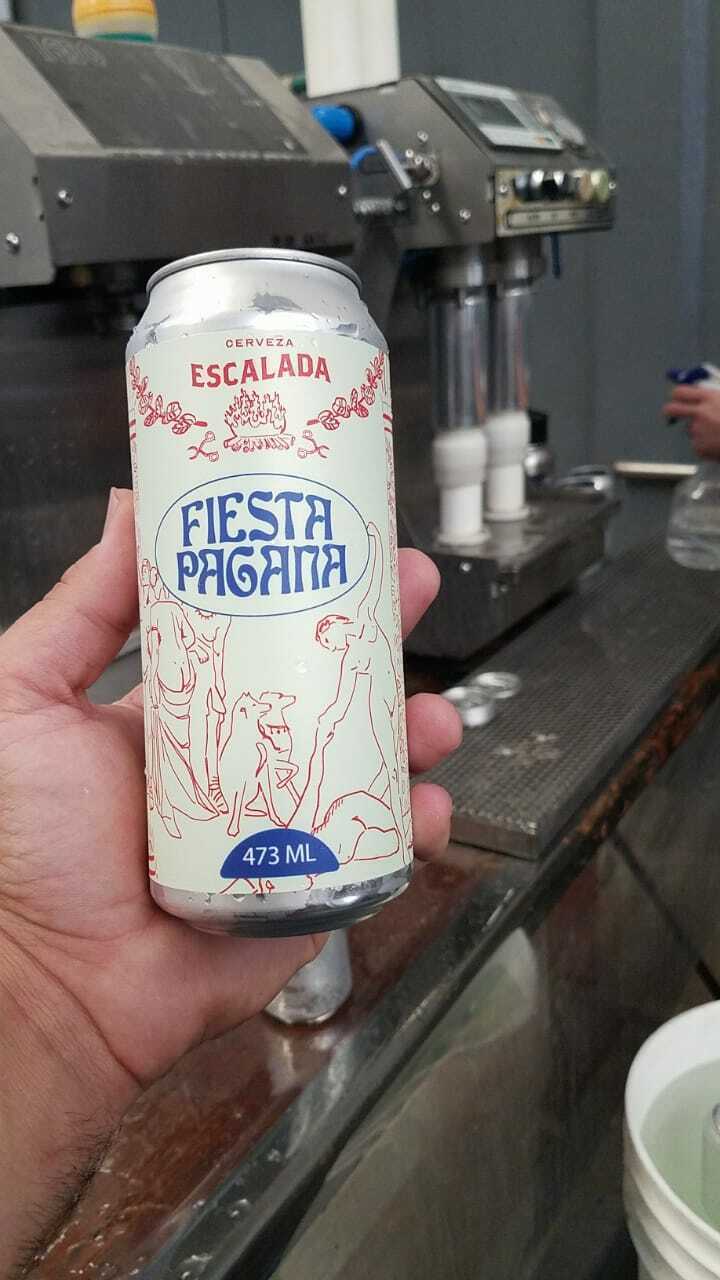 CERVEZA
ESCALADA
FIESTA
PAGANA
473 ML